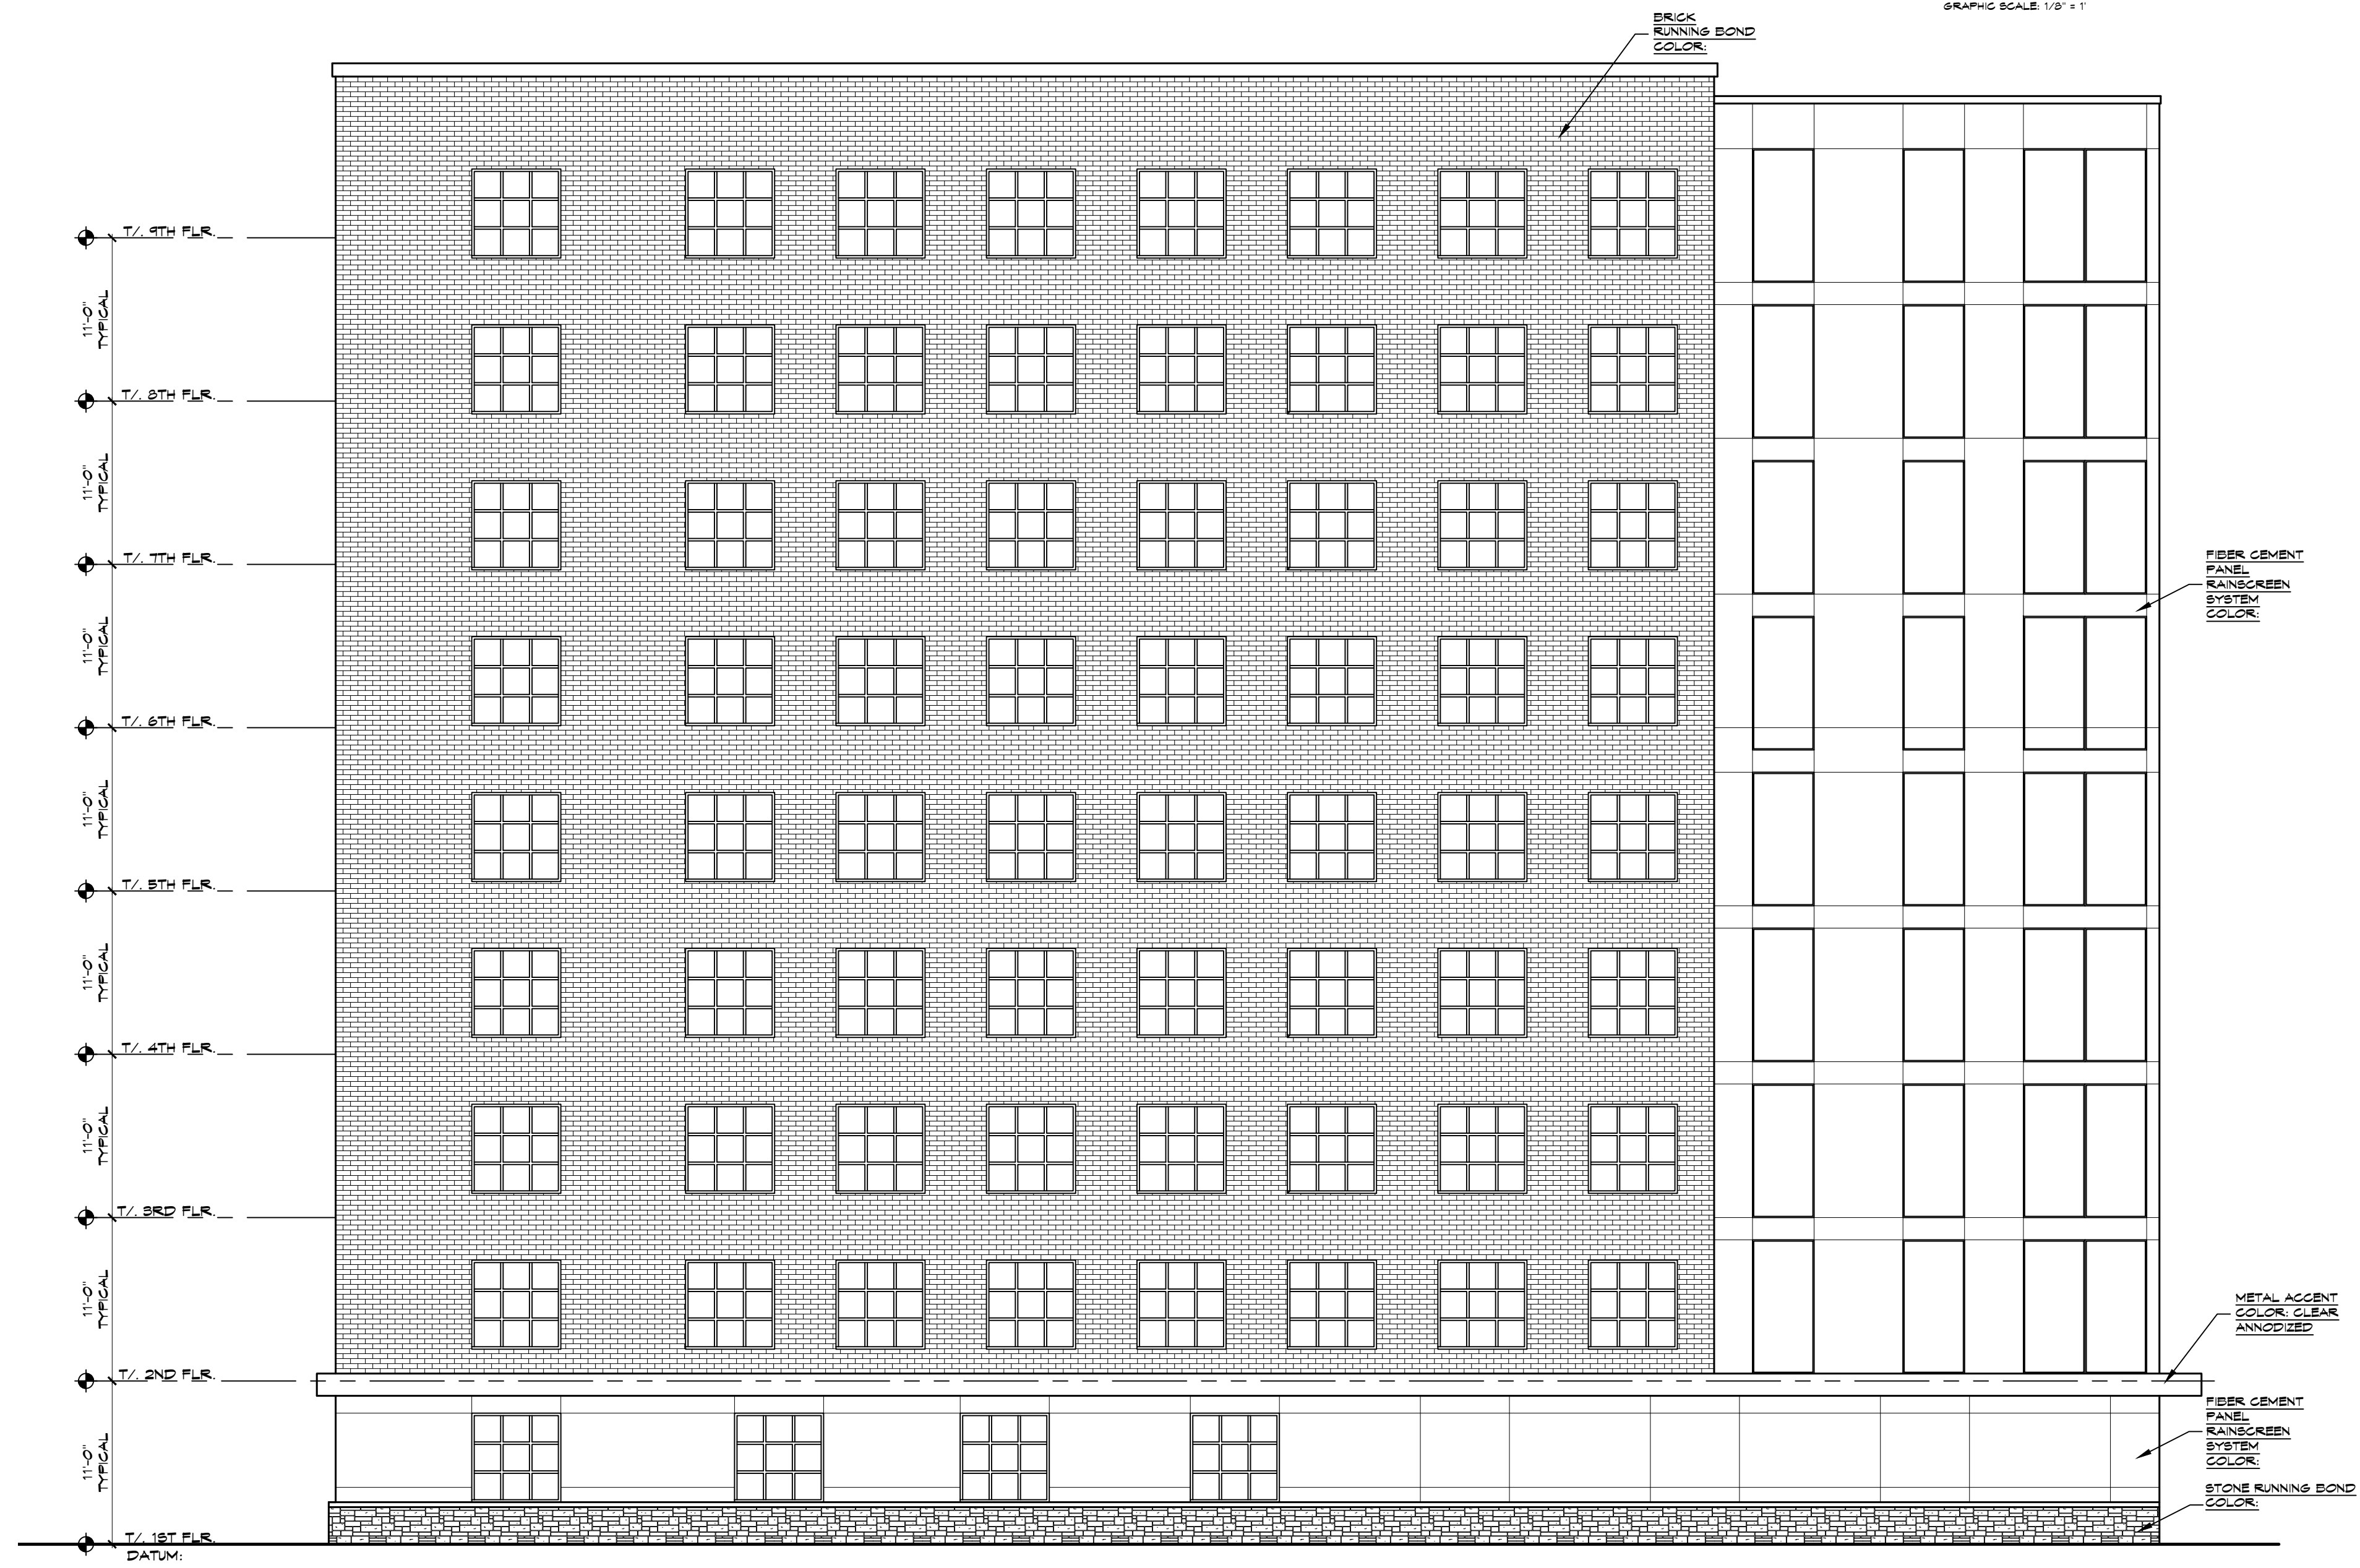 GRAPHIC SCALE: 1/8" = 1'
BRICK
RUNNING BOND
COLOR:
T/. 9TH FLR.
11'-0"
TYPICAL
T/. 8TH FLR.
11'-0"
TYPICAL
T/. 7TH FLR.
FIBER CEMENT
PANEL
RAINSCREEN
SYSTEM
COLOR:
11'-0"
TYPICAL
T/. 6TH FLR.
11'-0"
TYPICAL
T/. 5TH FLR.
11'-0"
TYPICAL
T/. 4TH FLR.
11'-0"
TYPICAL
T/. 3RD FLR.
11'-0"
TYPICAL
METAL ACCENT
COLOR: CLEAR
ANNODIZED
T/. 2ND FLR.
FIBER CEMENT
PANEL
RAINSCREEN
SYSTEM
COLOR:
11'-0"
TYPICAL
STONE RUNNING BOND
COLOR:
T/. 1ST FLR.
DATUM: